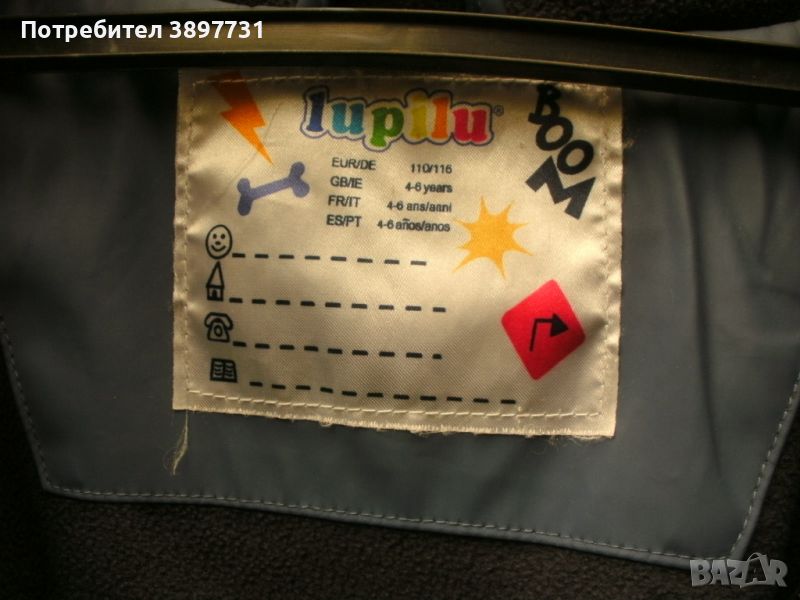 Потребител 3897731
lupilu®
BOOM
EUR/DE 110/116
GB/IE 4-6 years
FR/IT 4-6 ans/anni
ES/PT 4-6 años/anos
BAZAR